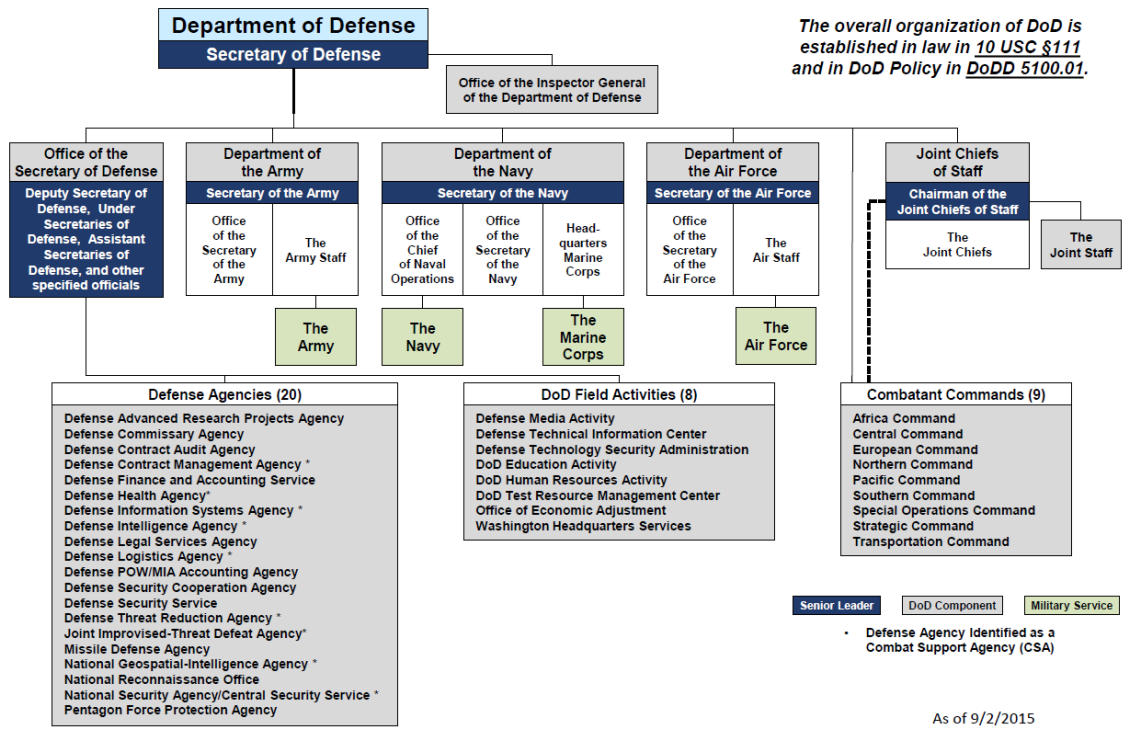 Department of Defense
Secretary of Defense
The overall organization of DoD is
established in law in 10 USC §111
and in DoD Policy in DoDD 5100.01.
Office of the Inspector General
of the Department of Defense
Office of the
Secretary of Defense
Deputy Secretary of
Defense, Under
Secretaries of
Defense, Assistant
Secretaries of
Defense, and other
specified officials
Department of
the Army
Secretary of the Army
Office
of the
Secretary
of the
Army
The
Army Staff
Department of
the Navy
Secretary of the Navy
Office
of the
Chief
of Naval
Operations
Office
of the
Secretary
of the
Navy
Head-
quarters
Marine
Corps
Department of
the Air Force
Secretary of the Air Force
Office
of the
Secretary
of the
Air Force
The
Air Staff
Joint Chiefs
of Staff
Chairman of the
Joint Chiefs of Staff
The
Joint Chiefs
The
Joint Staff
The
Army
The
Navy
The
Marine
Corps
The
Air Force
Defense Agencies (20)
Defense Advanced Research Projects Agency
Defense Commissary Agency
Defense Contract Audit Agency
Defense Contract Management Agency *
Defense Finance and Accounting Service
Defense Health Agency*
Defense Information Systems Agency *
Defense Intelligence Agency *
Defense Legal Services Agency
Defense Logistics Agency *
Defense POW/MIA Accounting Agency
Defense Security Cooperation Agency
Defense Security Service
Defense Threat Reduction Agency *
Joint Improvised-Threat Defeat Agency*
Missile Defense Agency
National Geospatial-Intelligence Agency *
National Reconnaissance Office
National Security Agency/Central Security Service *
Pentagon Force Protection Agency
DoD Field Activities (8)
Defense Media Activity
Defense Technical Information Center
Defense Technology Security Administration
DoD Education Activity
DoD Human Resources Activity
DoD Test Resource Management Center
Office of Economic Adjustment
Washington Headquarters Services
Combatant Commands (9)
Africa Command
Central Command
European Command
Northern Command
Pacific Command
Southern Command
Special Operations Command
Strategic Command
Transportation Command
Senior Leader
DoD Component
Military Service
• Defense Agency Identified as a
Combat Support Agency (CSA)
As of 9/2/2015